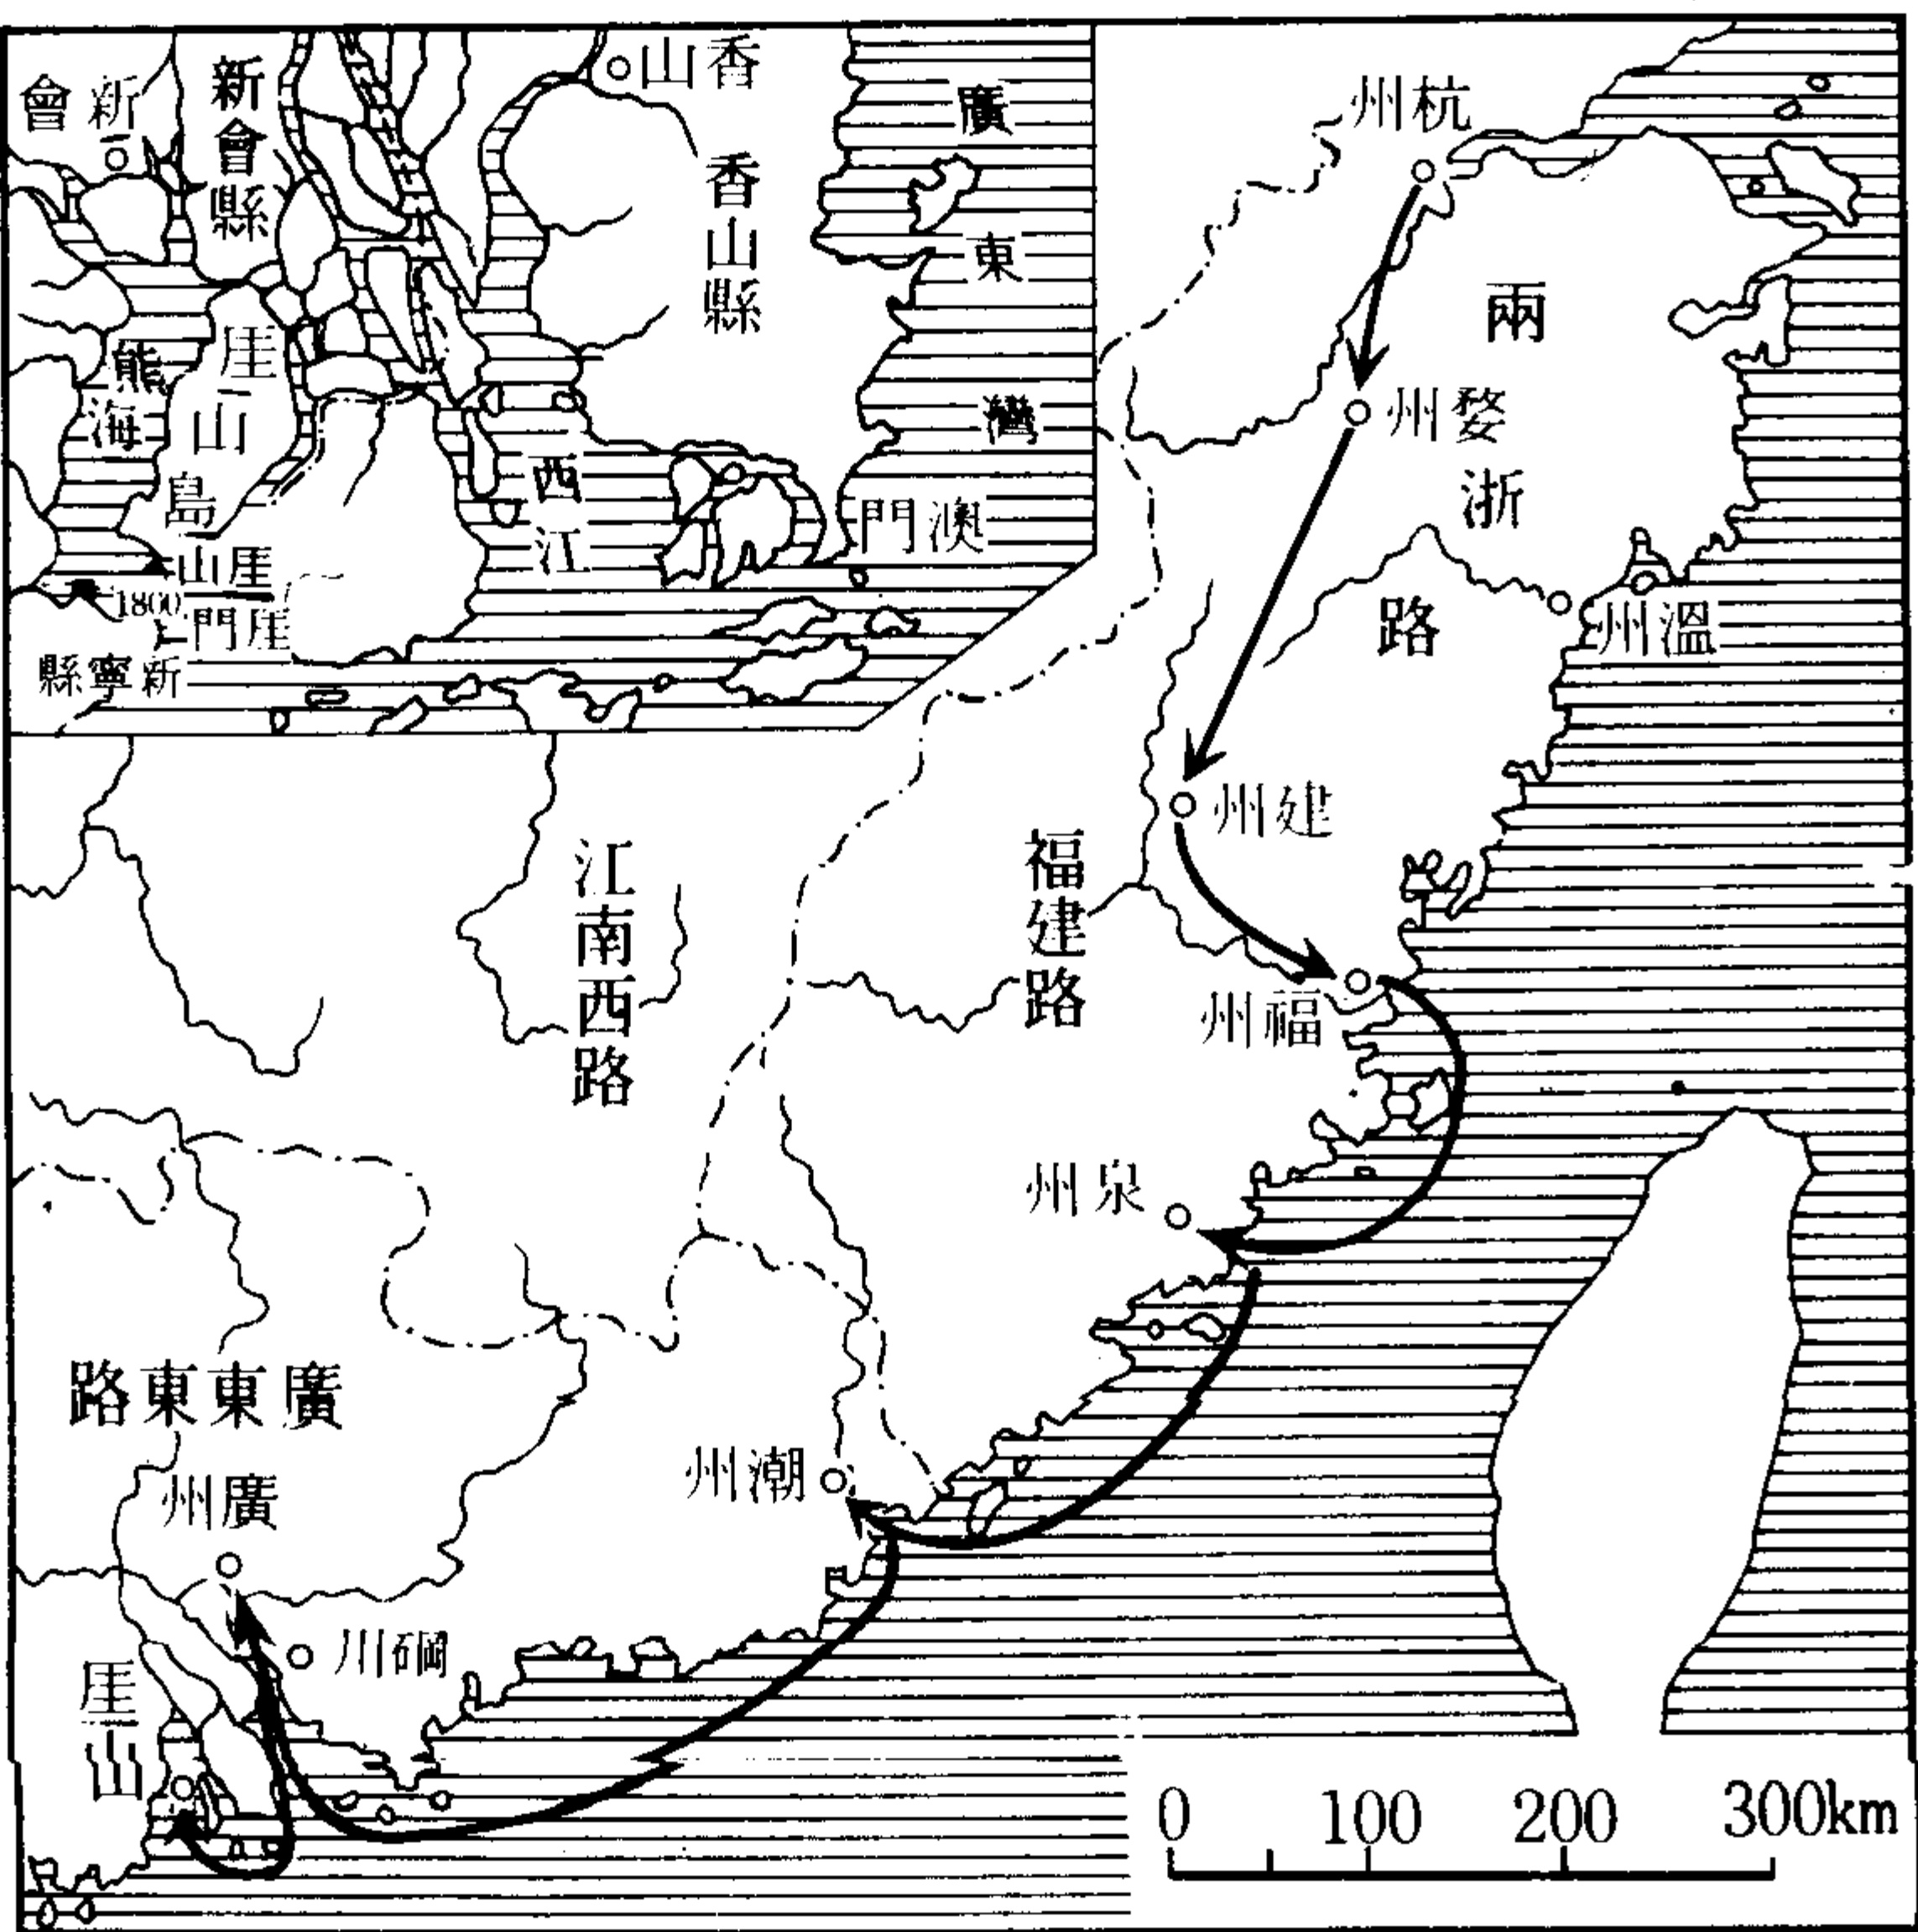 新會
新會縣
香山
香山縣
廣東灣
熊海
厓山島
西江
澳門
厓山
1800
厓門
新寧縣
杭州
兩浙路
婺州
溫州
建州
福建路
江南西路
福州
泉州
廣東東路
潮州
廣州
碙川
厓山
0 100 200 300km